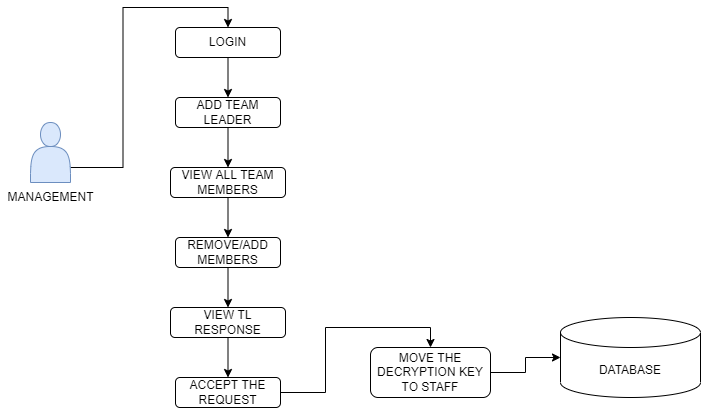 LOGIN
ADD TEAM
LEADER
VIEW ALL TEAM
MEMBERS
MANAGEMENT
REMOVE/ADD
MEMBERS
VIEW TL
RESPONSE
ACCEPT THE
REQUEST
MOVE THE
DECRYPTION KEY
TO STAFF
DATABASE